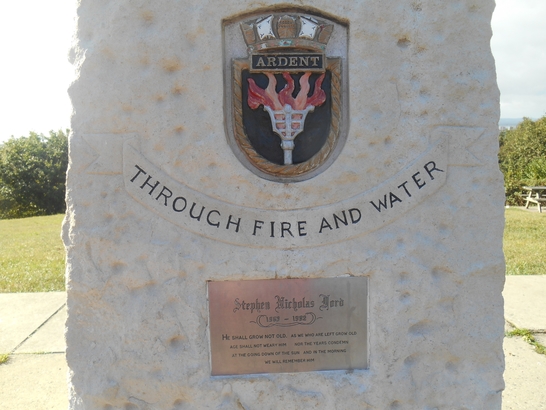 ARDENT
THROUGH FIRE AND WATER
Stephen Nicholas Ford
HE SHALL GROW NOT OLD, AS WE WHO ARE LEFT GROW OLD
AGE SHALL NOT WEARY HIM, NOR THE YEARS CONDEMN
AT THE GOING DOWN OF THE SUN AND IN THE MORNING
WE WILL REMEMBER HIM